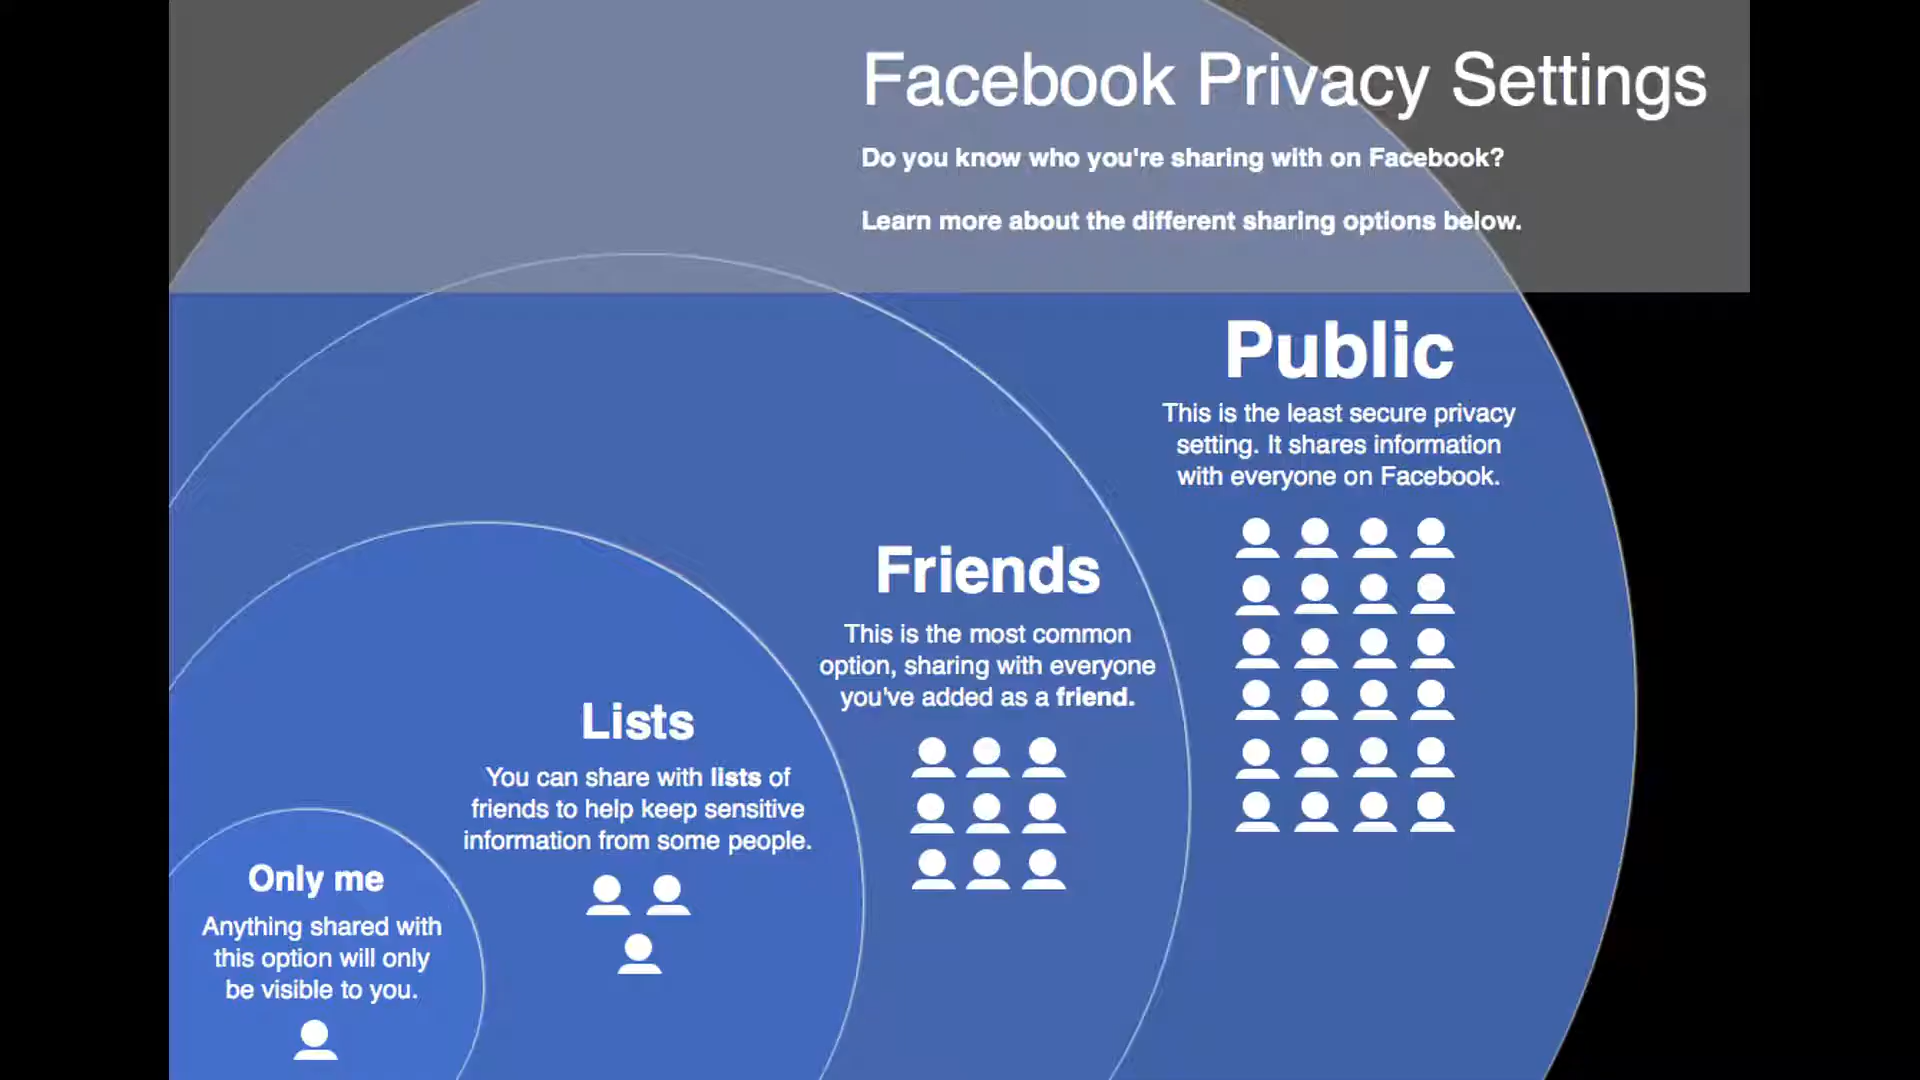 Facebook Privacy Settings
Do you know who you're sharing with on Facebook?
Learn more about the different sharing options below.
Public
This is the least secure privacy
setting. It shares information
with everyone on Facebook.
Friends
This is the most common
option, sharing with everyone
you've added as a friend.
Lists
You can share with lists of
friends to help keep sensitive
information from some people.
Only me
Anything shared with
this option will only
be visible to you.